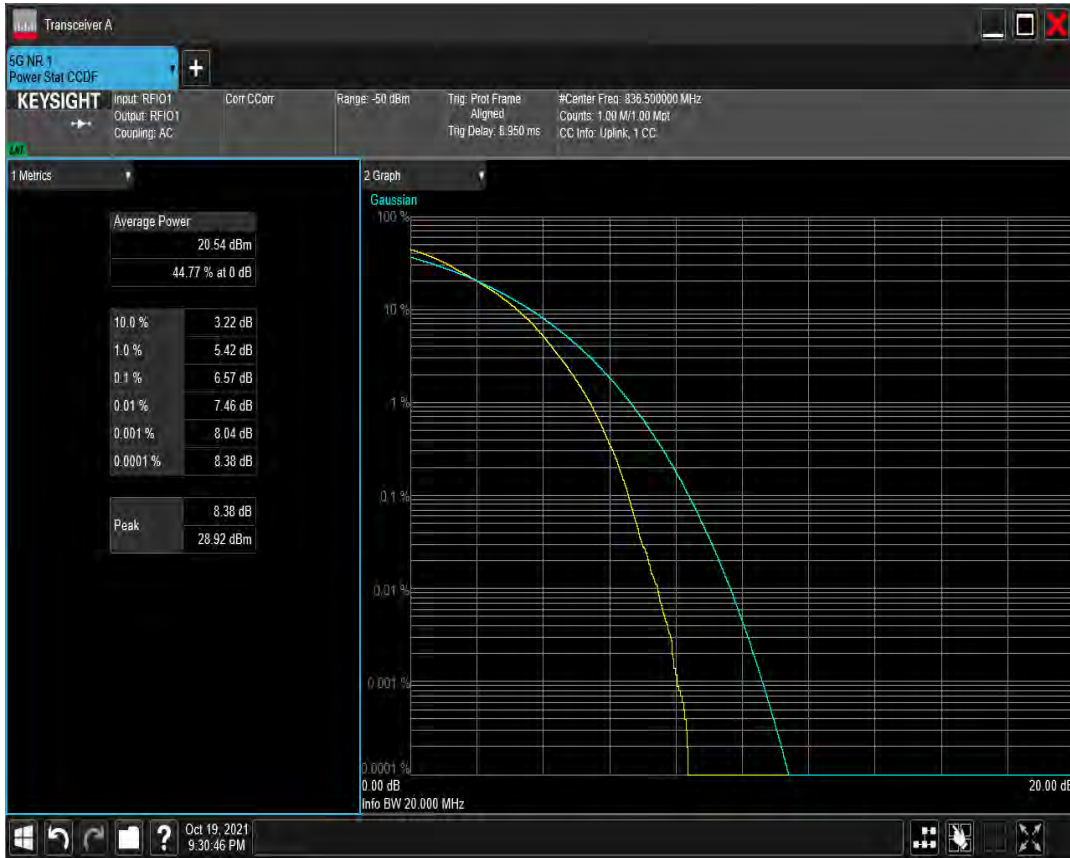 Transceiver A
5G NR 1
Power Stat CCDF
+
KEYSIGHT
Input: RFIO1
Output: RFIO1
Coupling: AC
Corr CCorr
Range: -50 dBm
Trig: Prot Frame
Aligned
Trig Delay: 8.950 ms
#Center Freq: 836.500000 MHz
Counts: 1.00 M/1.00 Mpt
CC Info: Uplink, 1 CC
1 Metrics
Average Power
20.54 dBm
44.77 % at 0 dB
10.0 % 3.22 dB
1.0 % 5.42 dB
0.1 % 6.57 dB
0.01 % 7.46 dB
0.001 % 8.04 dB
0.0001 % 8.38 dB
Peak 8.38 dB
28.92 dBm
2 Graph
Gaussian
100 %
10 %
1 %
0.1 %
0.01 %
0.001 %
0.0001 %
0.00 dB
20.00 dB
Info BW 20.000 MHz
?
Oct 19, 2021
9:30:46 PM